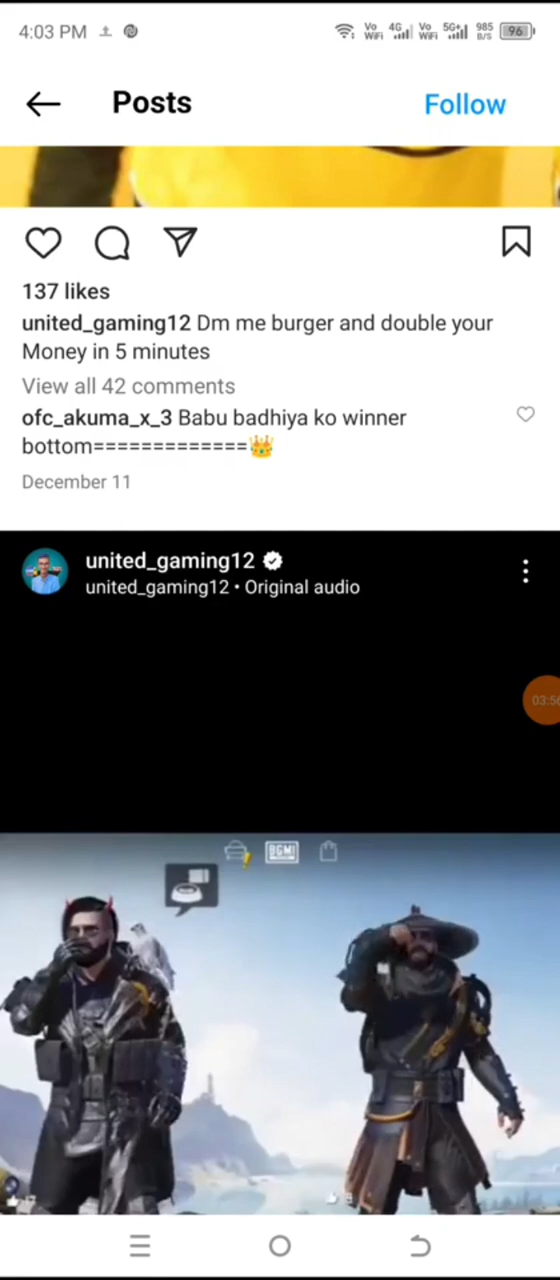 4:03 PM
Vo WiFi 4G Vo WiFi 5G+ 985 B/S 96
Posts
Follow
137 likes
united_gaming12 Dm me burger and double your
Money in 5 minutes
View all 42 comments
ofc_akuma_x_3 Babu badhiya ko winner
bottom=============👑
December 11
united_gaming12
united_gaming12 • Original audio
03:56
BGMI